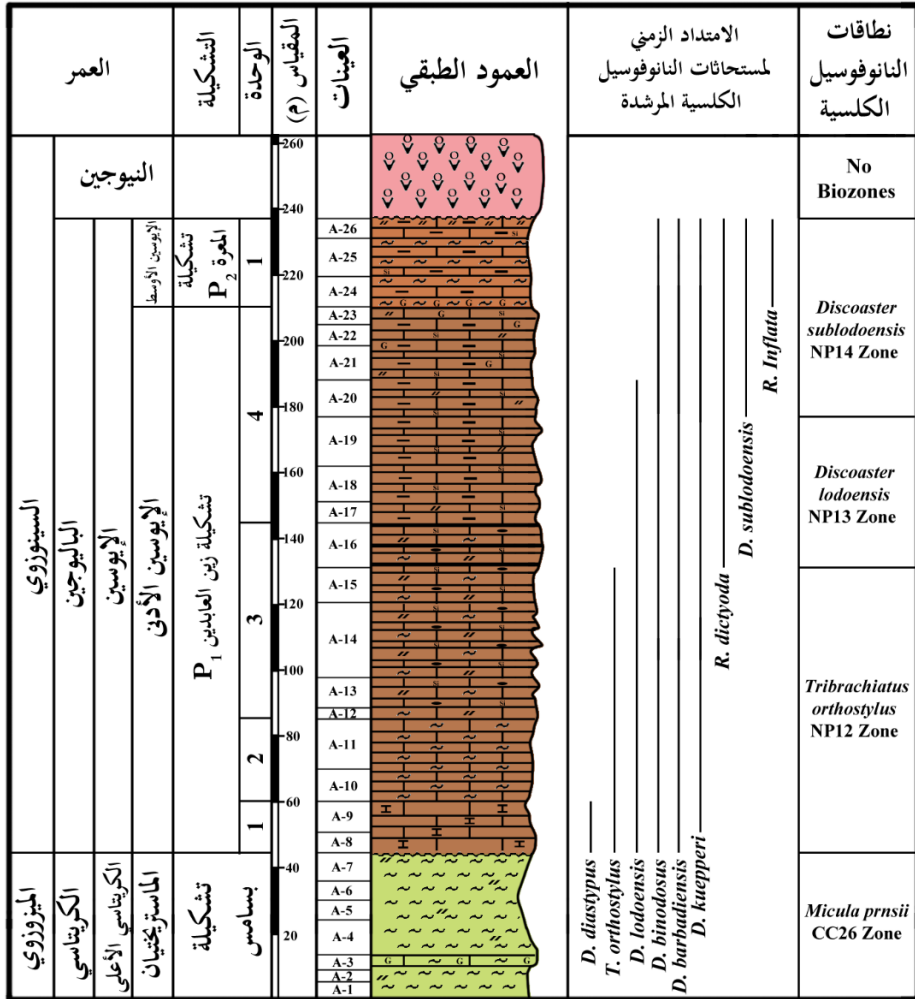 العمر
التشكيلة
الوحدة
المقياس (م)
العينات
العمود الطبقي
الامتداد الزمني
لمستحاثات النانوفوسيل
الكلسية المرشدة
نطاقات
النانوفوسيل
الكلسية
السينوزوي
الميزوزوي
الباليوجين
الكريتاسي
النيوجين
الإيوسين
الكريتاسي الأعلى
الإيوسين الأوسط
الإيوسين الأدنى
الماستريختيان
تشكيلة
المعرة P2
تشكيلة زين العابدين P1
تشكيلة
بسامس
1
4
3
2
1
260
240
220
200
180
160
140
120
100
80
60
40
20
A-26
A-25
A-24
A-23
A-22
A-21
A-20
A-19
A-18
A-17
A-16
A-15
A-14
A-13
A-12
A-11
A-10
A-9
A-8
A-7
A-6
A-5
A-4
A-3
A-2
A-1
D. diastypus
T. orthostylus
D. lodoensis
D. binodosus
D. barbadiensis
D. kuepperi
R. dictyoda
D. sublodoensis
R. Inflata
No
Biozones
Discoaster
sublodoensis
NP14 Zone
Discoaster
lodoensis
NP13 Zone
Tribrachiatus
orthostylus
NP12 Zone
Micula prnsii
CC26 Zone